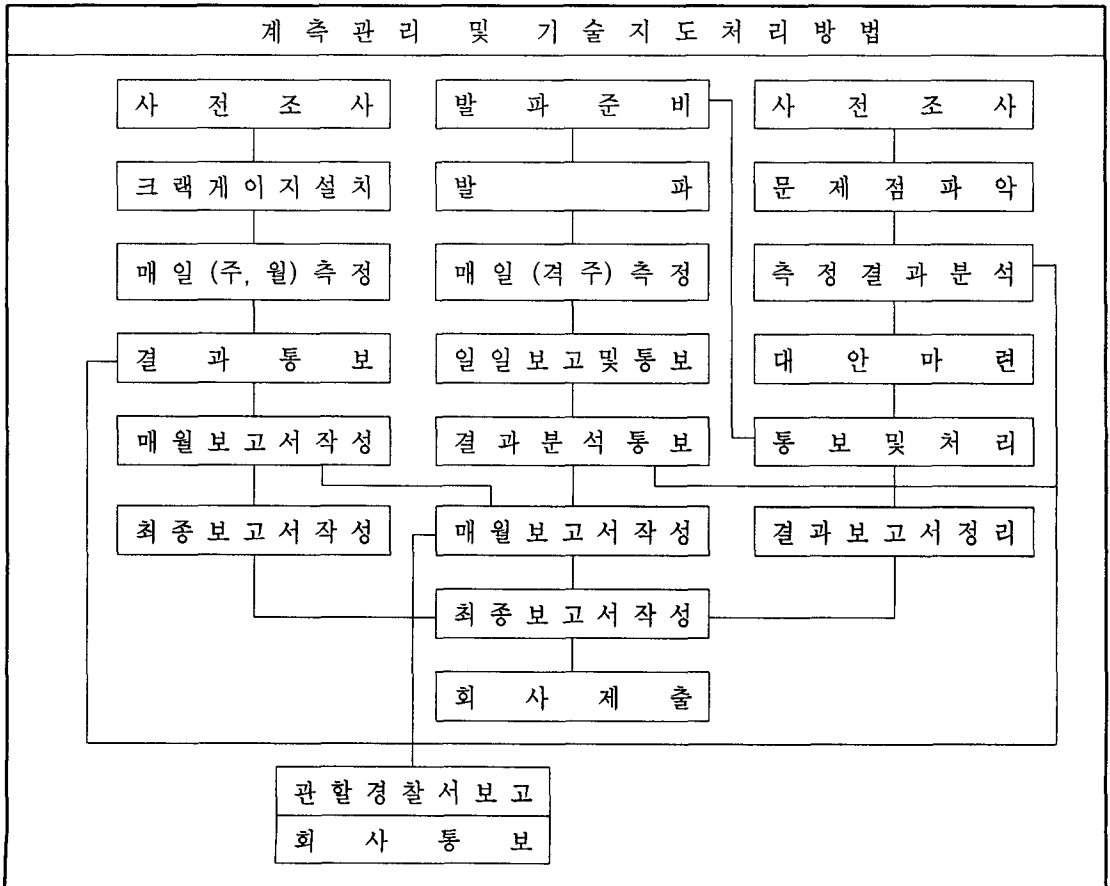 계측관리 및 기술지도처리방법
사전조사
발파준비
사전조사
크랙게이지설치
발파
문제점파악
매일 (주, 월) 측정
매일 (격주) 측정
측정결과분석
결과통보
일일보고및통보
대안마련
매월보고서작성
결과분석통보
통보및처리
최종보고서작성
매월보고서작성
결과보고서정리
최종보고서작성
회사제출
관할경찰서보고
회사통보